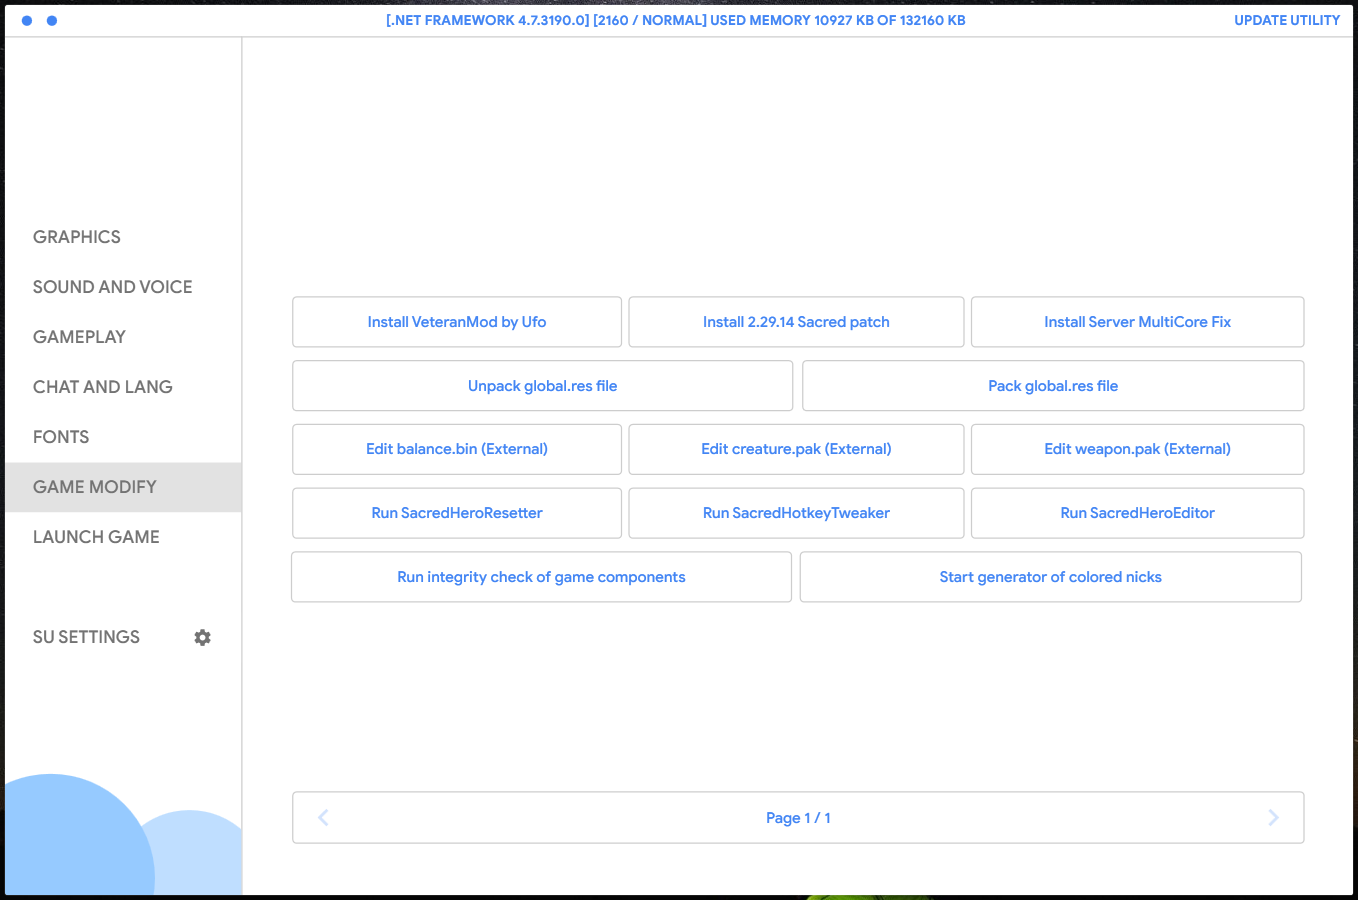 [.NET FRAMEWORK 4.7.3190.0] [2160 / NORMAL] USED MEMORY 10927 KB OF 132160 KB
UPDATE UTILITY
GRAPHICS
SOUND AND VOICE
GAMEPLAY
CHAT AND LANG
FONTS
GAME MODIFY
LAUNCH GAME
SU SETTINGS
Install VeteranMod by Ufo
Install 2.29.14 Sacred patch
Install Server MultiCore Fix
Unpack global.res file
Pack global.res file
Edit balance.bin (External)
Edit creature.pak (External)
Edit weapon.pak (External)
Run SacredHeroResetter
Run SacredHotkeyTweaker
Run SacredHeroEditor
Run integrity check of game components
Start generator of colored nicks
Page 1 / 1